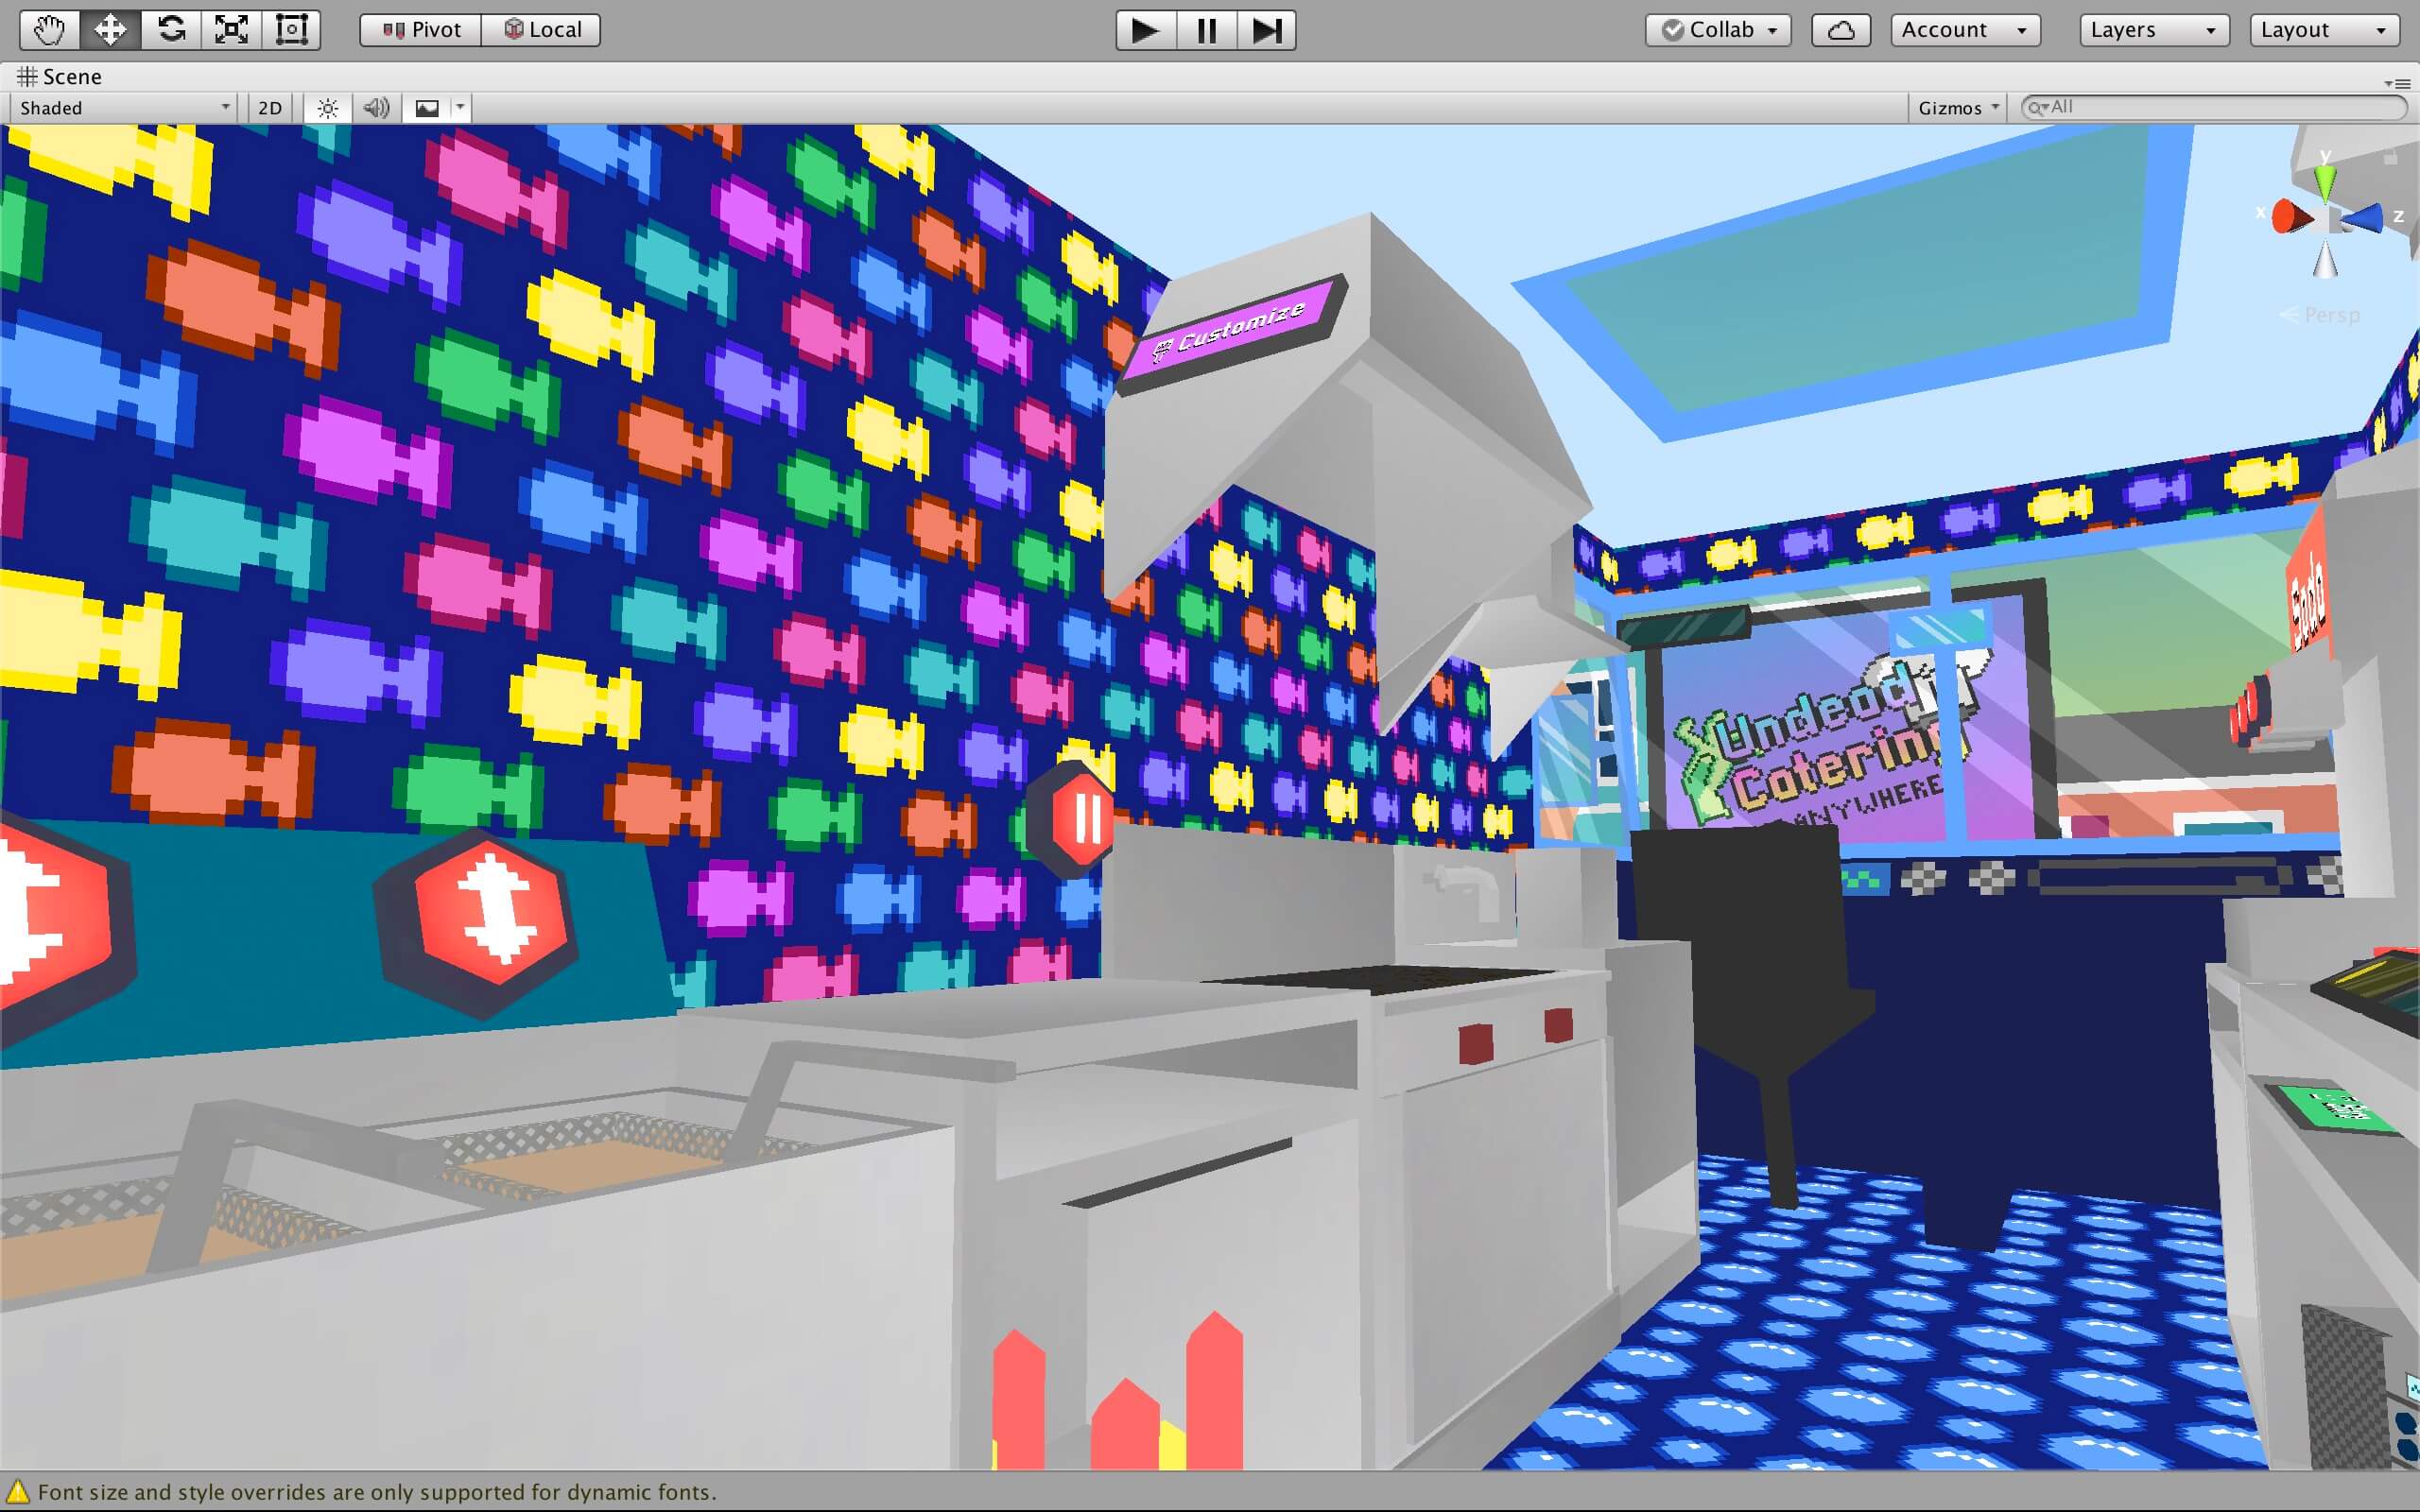 Pivot
Local
Collab
Account
Layers
Layout
Scene
Shaded
2D
Gizmos
All
y
x
z
Persp
Customize
Undead
Catering
ANYWHERE
Font size and style overrides are only supported for dynamic fonts.